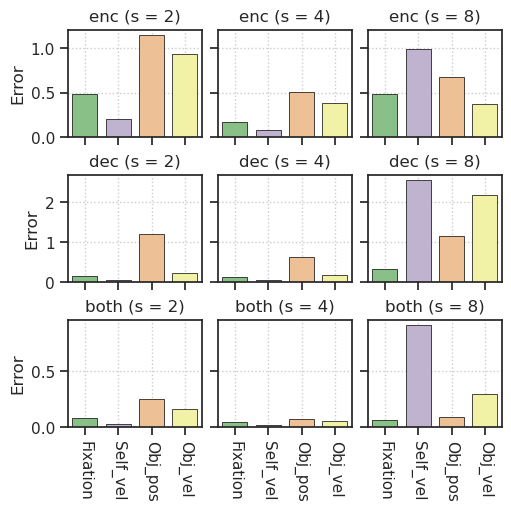 enc (s = 2) enc (s = 4) enc (s = 8)
1.0
0.5
0.0
Error
dec (s = 2) dec (s = 4) dec (s = 8)
2
1
0
Error
both (s = 2) both (s = 4) both (s = 8)
0.5
0.0
Error
Fixation Self_vel Obj_pos Obj_vel Fixation Self_vel Obj_pos Obj_vel Fixation Self_vel Obj_pos Obj_vel